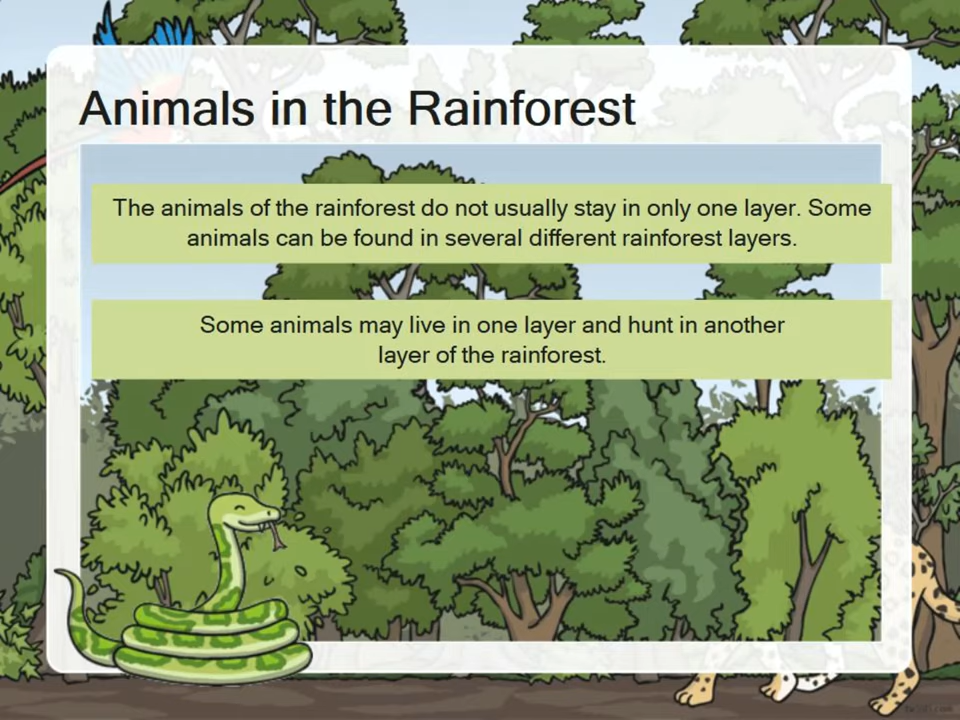 Animals in the Rainforest
The animals of the rainforest do not usually stay in only one layer. Some
animals can be found in several different rainforest layers.
Some animals may live in one layer and hunt in another
layer of the rainforest.